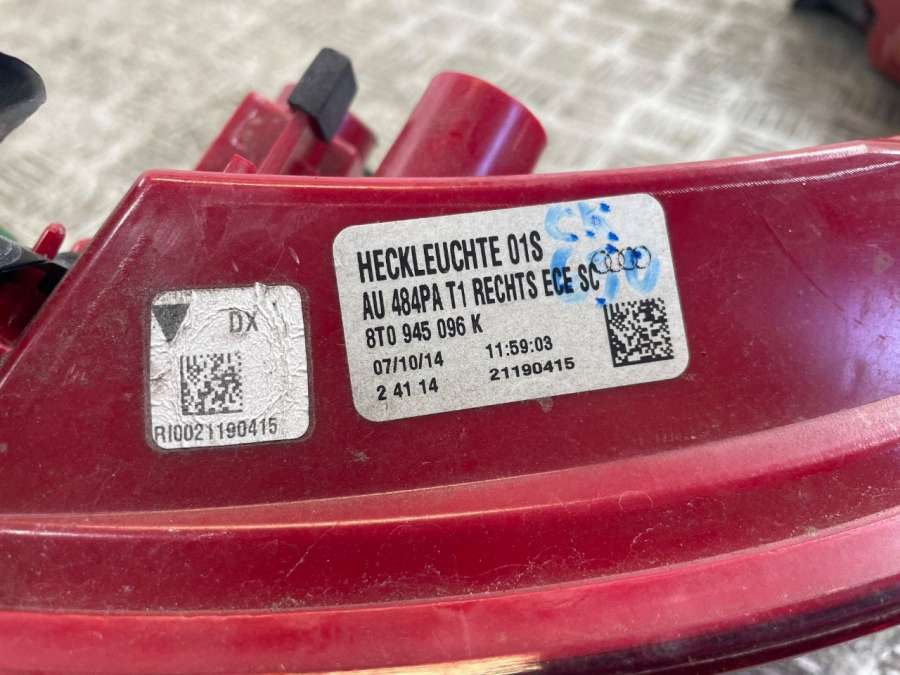 HECKLEUCHTE 01S
AU 484PA T1 RECHTS ECE SC
8T0 945 096 K
07/10/14 11:59:03
2 41 14 21190415
DX
RI0021190415